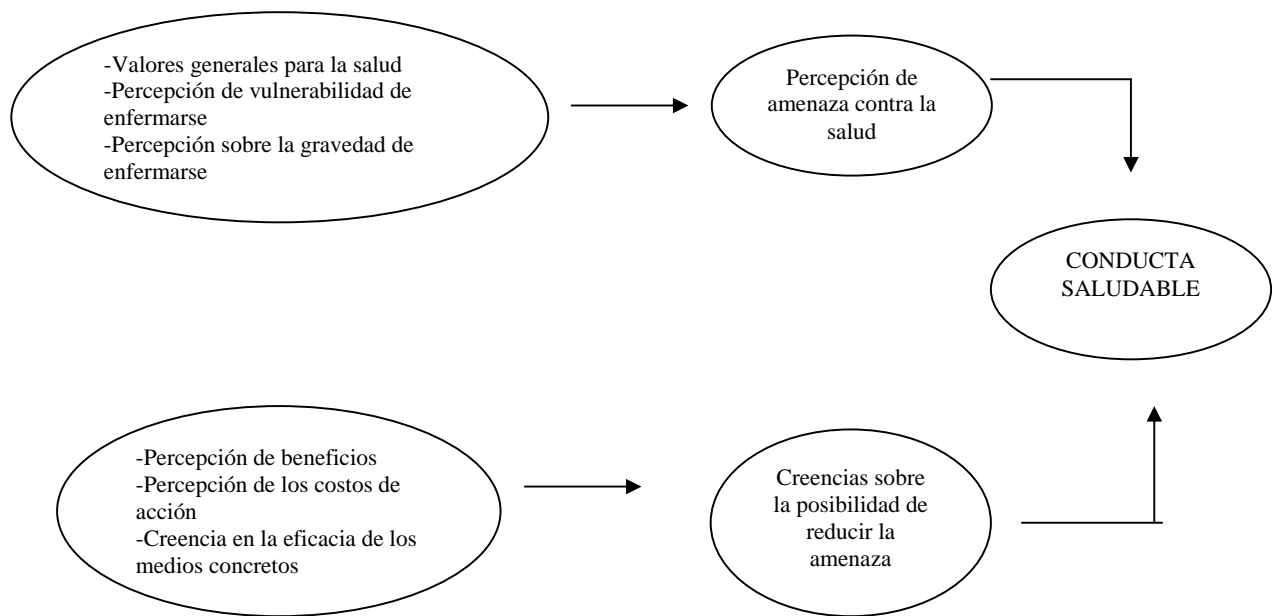 -Valores generales para la salud
-Percepción de vulnerabilidad de
enfermarse
-Percepción sobre la gravedad de
enfermarse
Percepción de
amenaza contra la
salud
CONDUCTA
SALUDABLE
-Percepción de beneficios
-Percepción de los costos de
acción
-Creencia en la eficacia de los
medios concretos
Creencias sobre
la posibilidad de
reducir la
amenaza